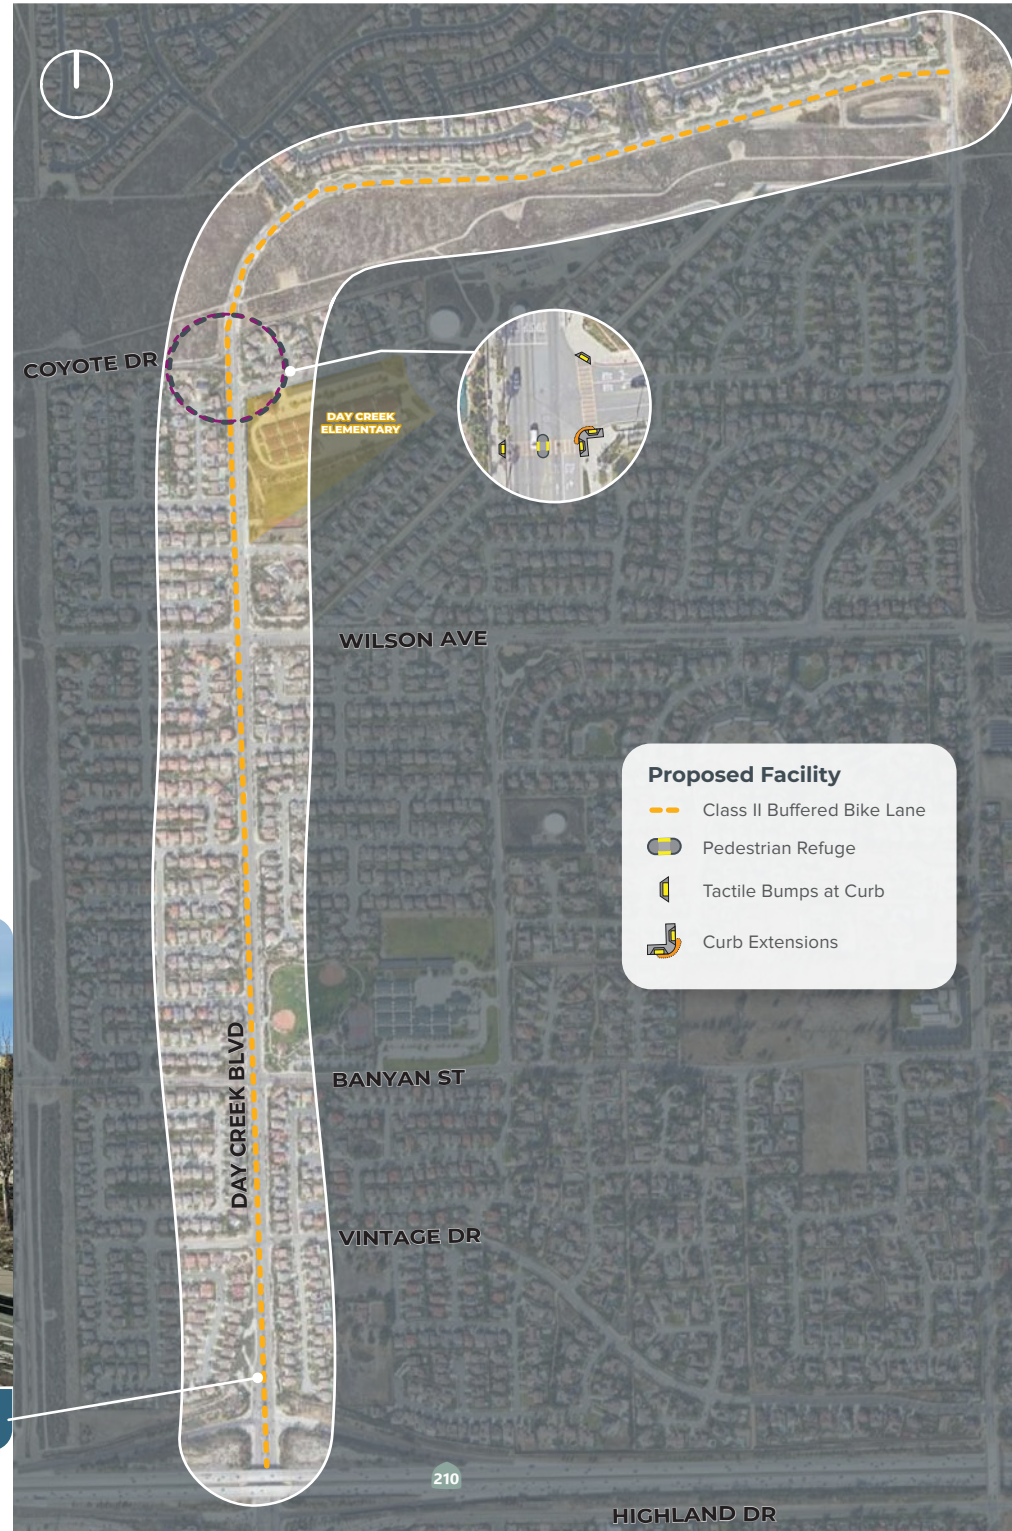 COYOTE DR
DAY CREEK
ELEMENTARY
WILSON AVE
Proposed Facility
Class II Buffered Bike Lane
Pedestrian Refuge
Tactile Bumps at Curb
Curb Extensions
DAY CREEK BLVD
BANYAN ST
VINTAGE DR
210
HIGHLAND DR